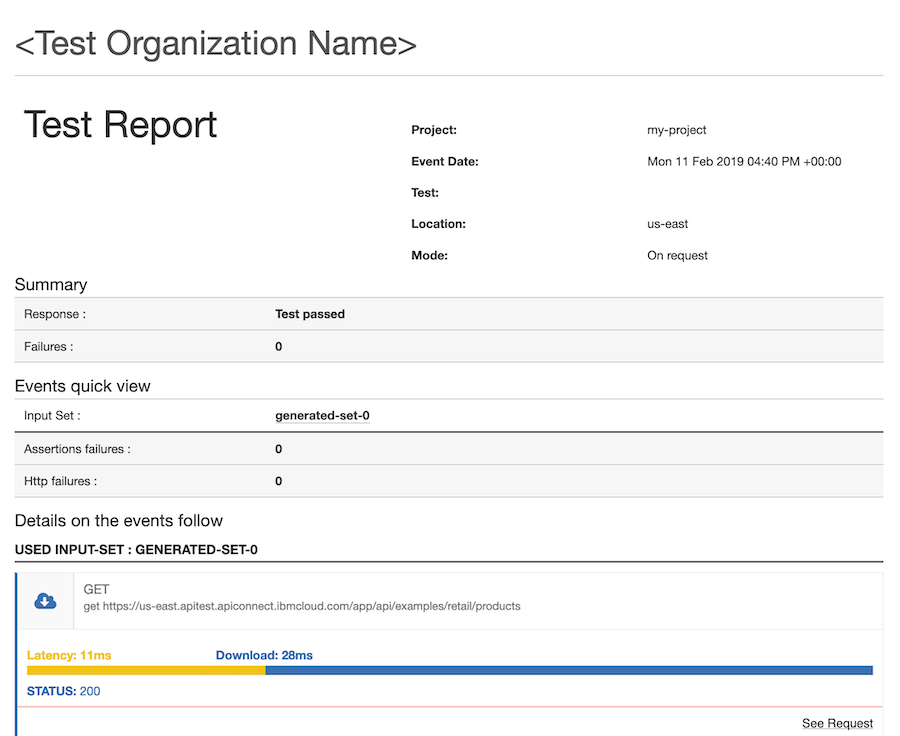 <Test Organization Name>
Test Report
Project: my-project
Event Date: Mon 11 Feb 2019 04:40 PM +00:00
Test:
Location: us-east
Mode: On request
Summary
Response : Test passed
Failures : 0
Events quick view
Input Set : generated-set-0
Assertions failures : 0
Http failures : 0
Details on the events follow
USED INPUT-SET : GENERATED-SET-0
GET
get https://us-east.apitest.apiconnect.ibmcloud.com/app/api/examples/retail/products
Latency: 11ms Download: 28ms
STATUS: 200
See Request